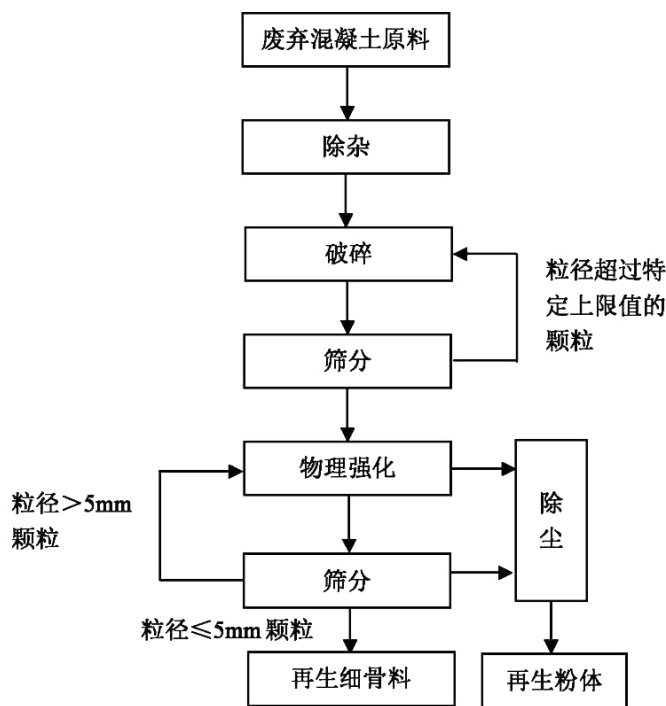 废弃混凝土原料
除杂
破碎
粒径超过特
定上限值的
颗粒
筛分
物理强化
粒径＞5mm
颗粒
除
尘
筛分
粒径≤5mm 颗粒
再生细骨料
再生粉体